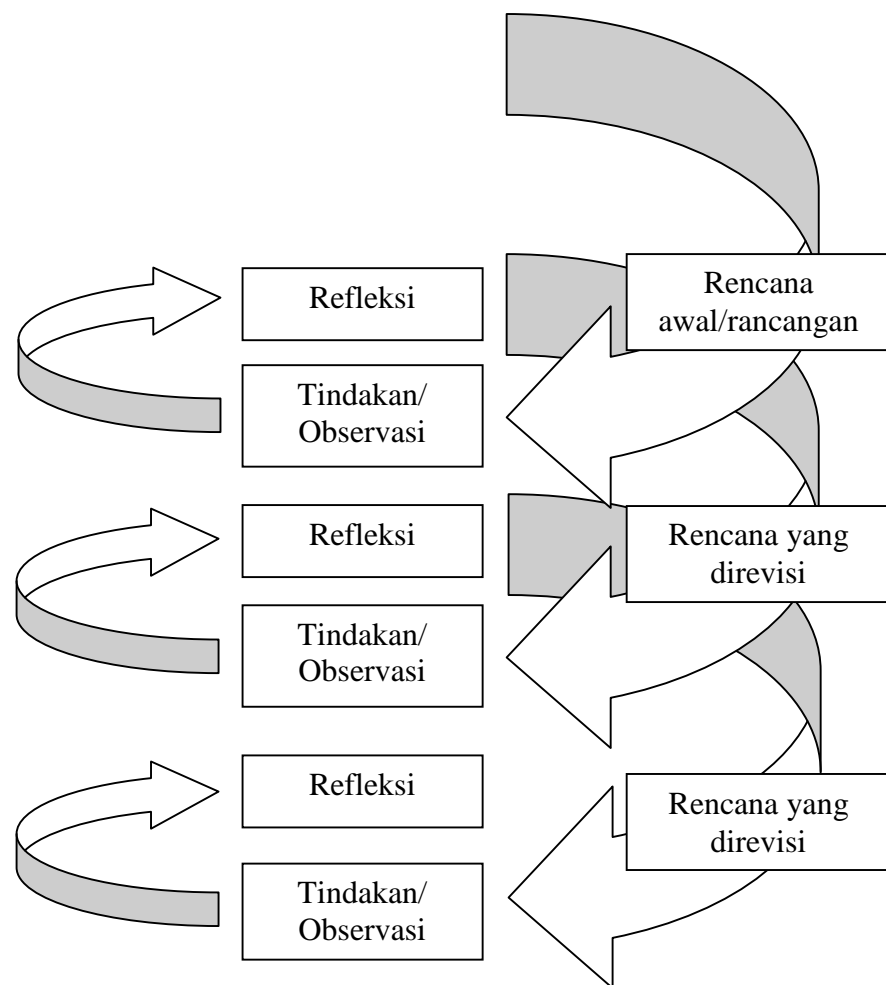 Refleksi
Rencana
awal/rancangan
Tindakan/
Observasi
Refleksi
Rencana yang
direvisi
Tindakan/
Observasi
Refleksi
Rencana yang
direvisi
Tindakan/
Observasi